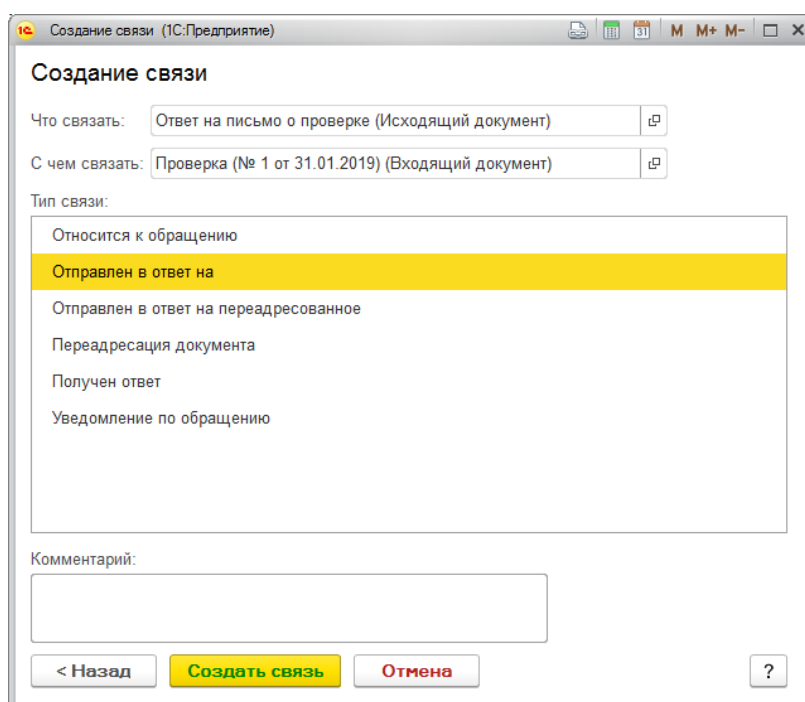 1С Создание связи (1С:Предприятие) 31 M M+ M-
Создание связи
Что связать: Ответ на письмо о проверке (Исходящий документ)
С чем связать: Проверка (№ 1 от 31.01.2019) (Входящий документ)
Тип связи:
Относится к обращению
Отправлен в ответ на
Отправлен в ответ на переадресованное
Переадресация документа
Получен ответ
Уведомление по обращению
Комментарий:
< Назад Создать связь Отмена ?